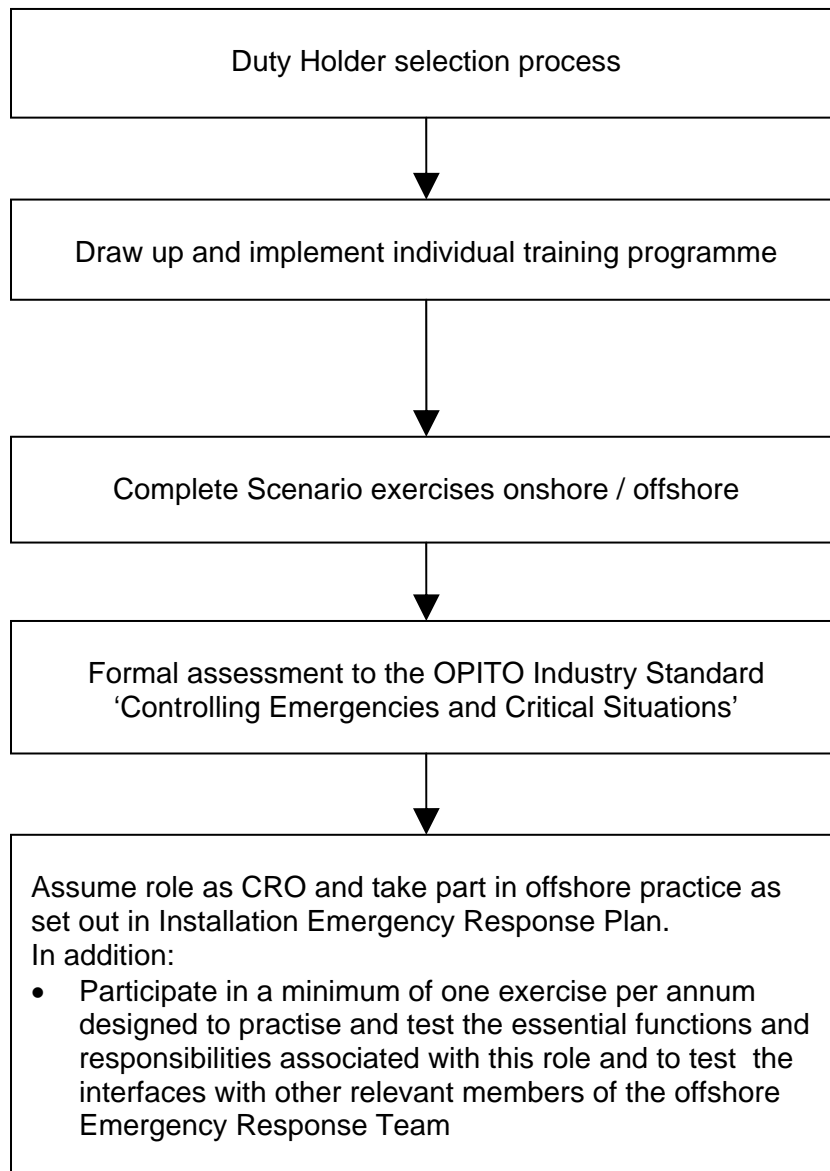 Duty Holder selection process
Draw up and implement individual training programme
Complete Scenario exercises onshore / offshore
Formal assessment to the OPITO Industry Standard
‘Controlling Emergencies and Critical Situations’
Assume role as CRO and take part in offshore practice as
set out in Installation Emergency Response Plan.
In addition:
• Participate in a minimum of one exercise per annum
designed to practise and test the essential functions and
responsibilities associated with this role and to test the
interfaces with other relevant members of the offshore
Emergency Response Team